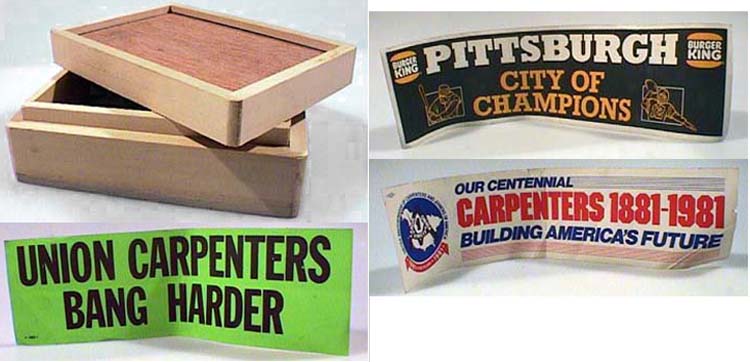 BURGER KING
PITTSBURGH
BURGER KING
CITY OF
CHAMPIONS
UNION CARPENTERS
BANG HARDER
OUR CENTENNIAL
CARPENTERS 1881-1981
BUILDING AMERICA'S FUTURE